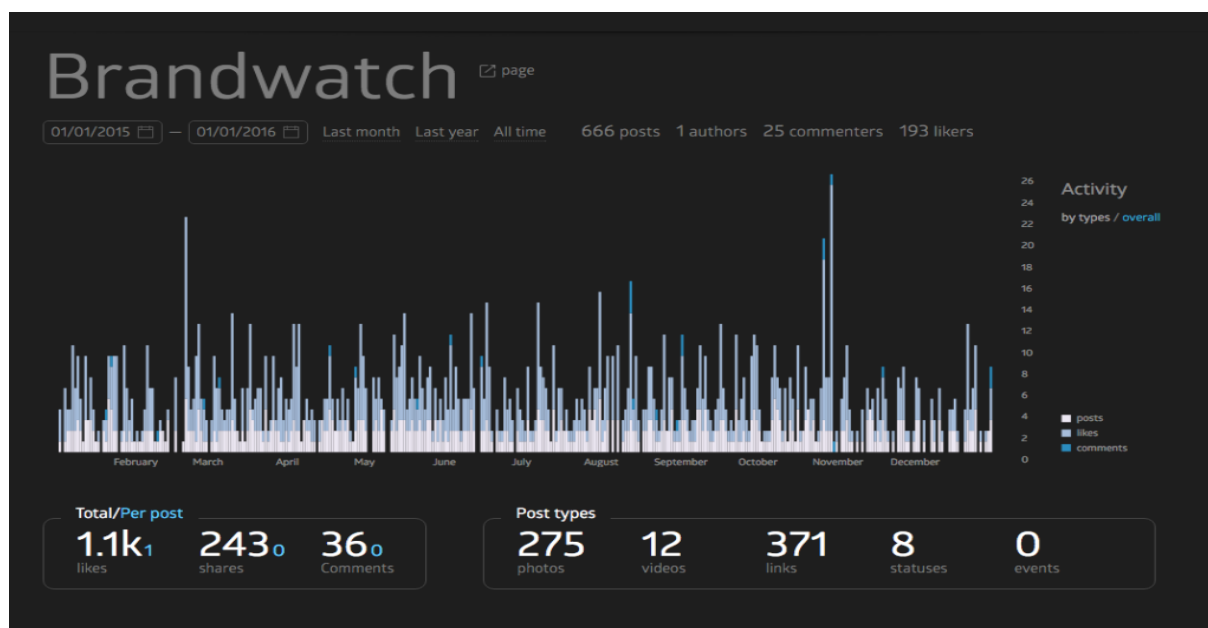 Brandwatch page
01/01/2015 — 01/01/2016 Last month Last year All time 666 posts 1 authors 25 commenters 193 likers
26
24
22
20
18
16
14
12
10
8
6
4
2
0
Activity
by types / overall
posts
likes
comments
February March April May June July August September October November December
Total/Per post
1.1k 1 243 0 36 0
likes shares Comments
Post types
275 12 371 8 0
photos videos links statuses events